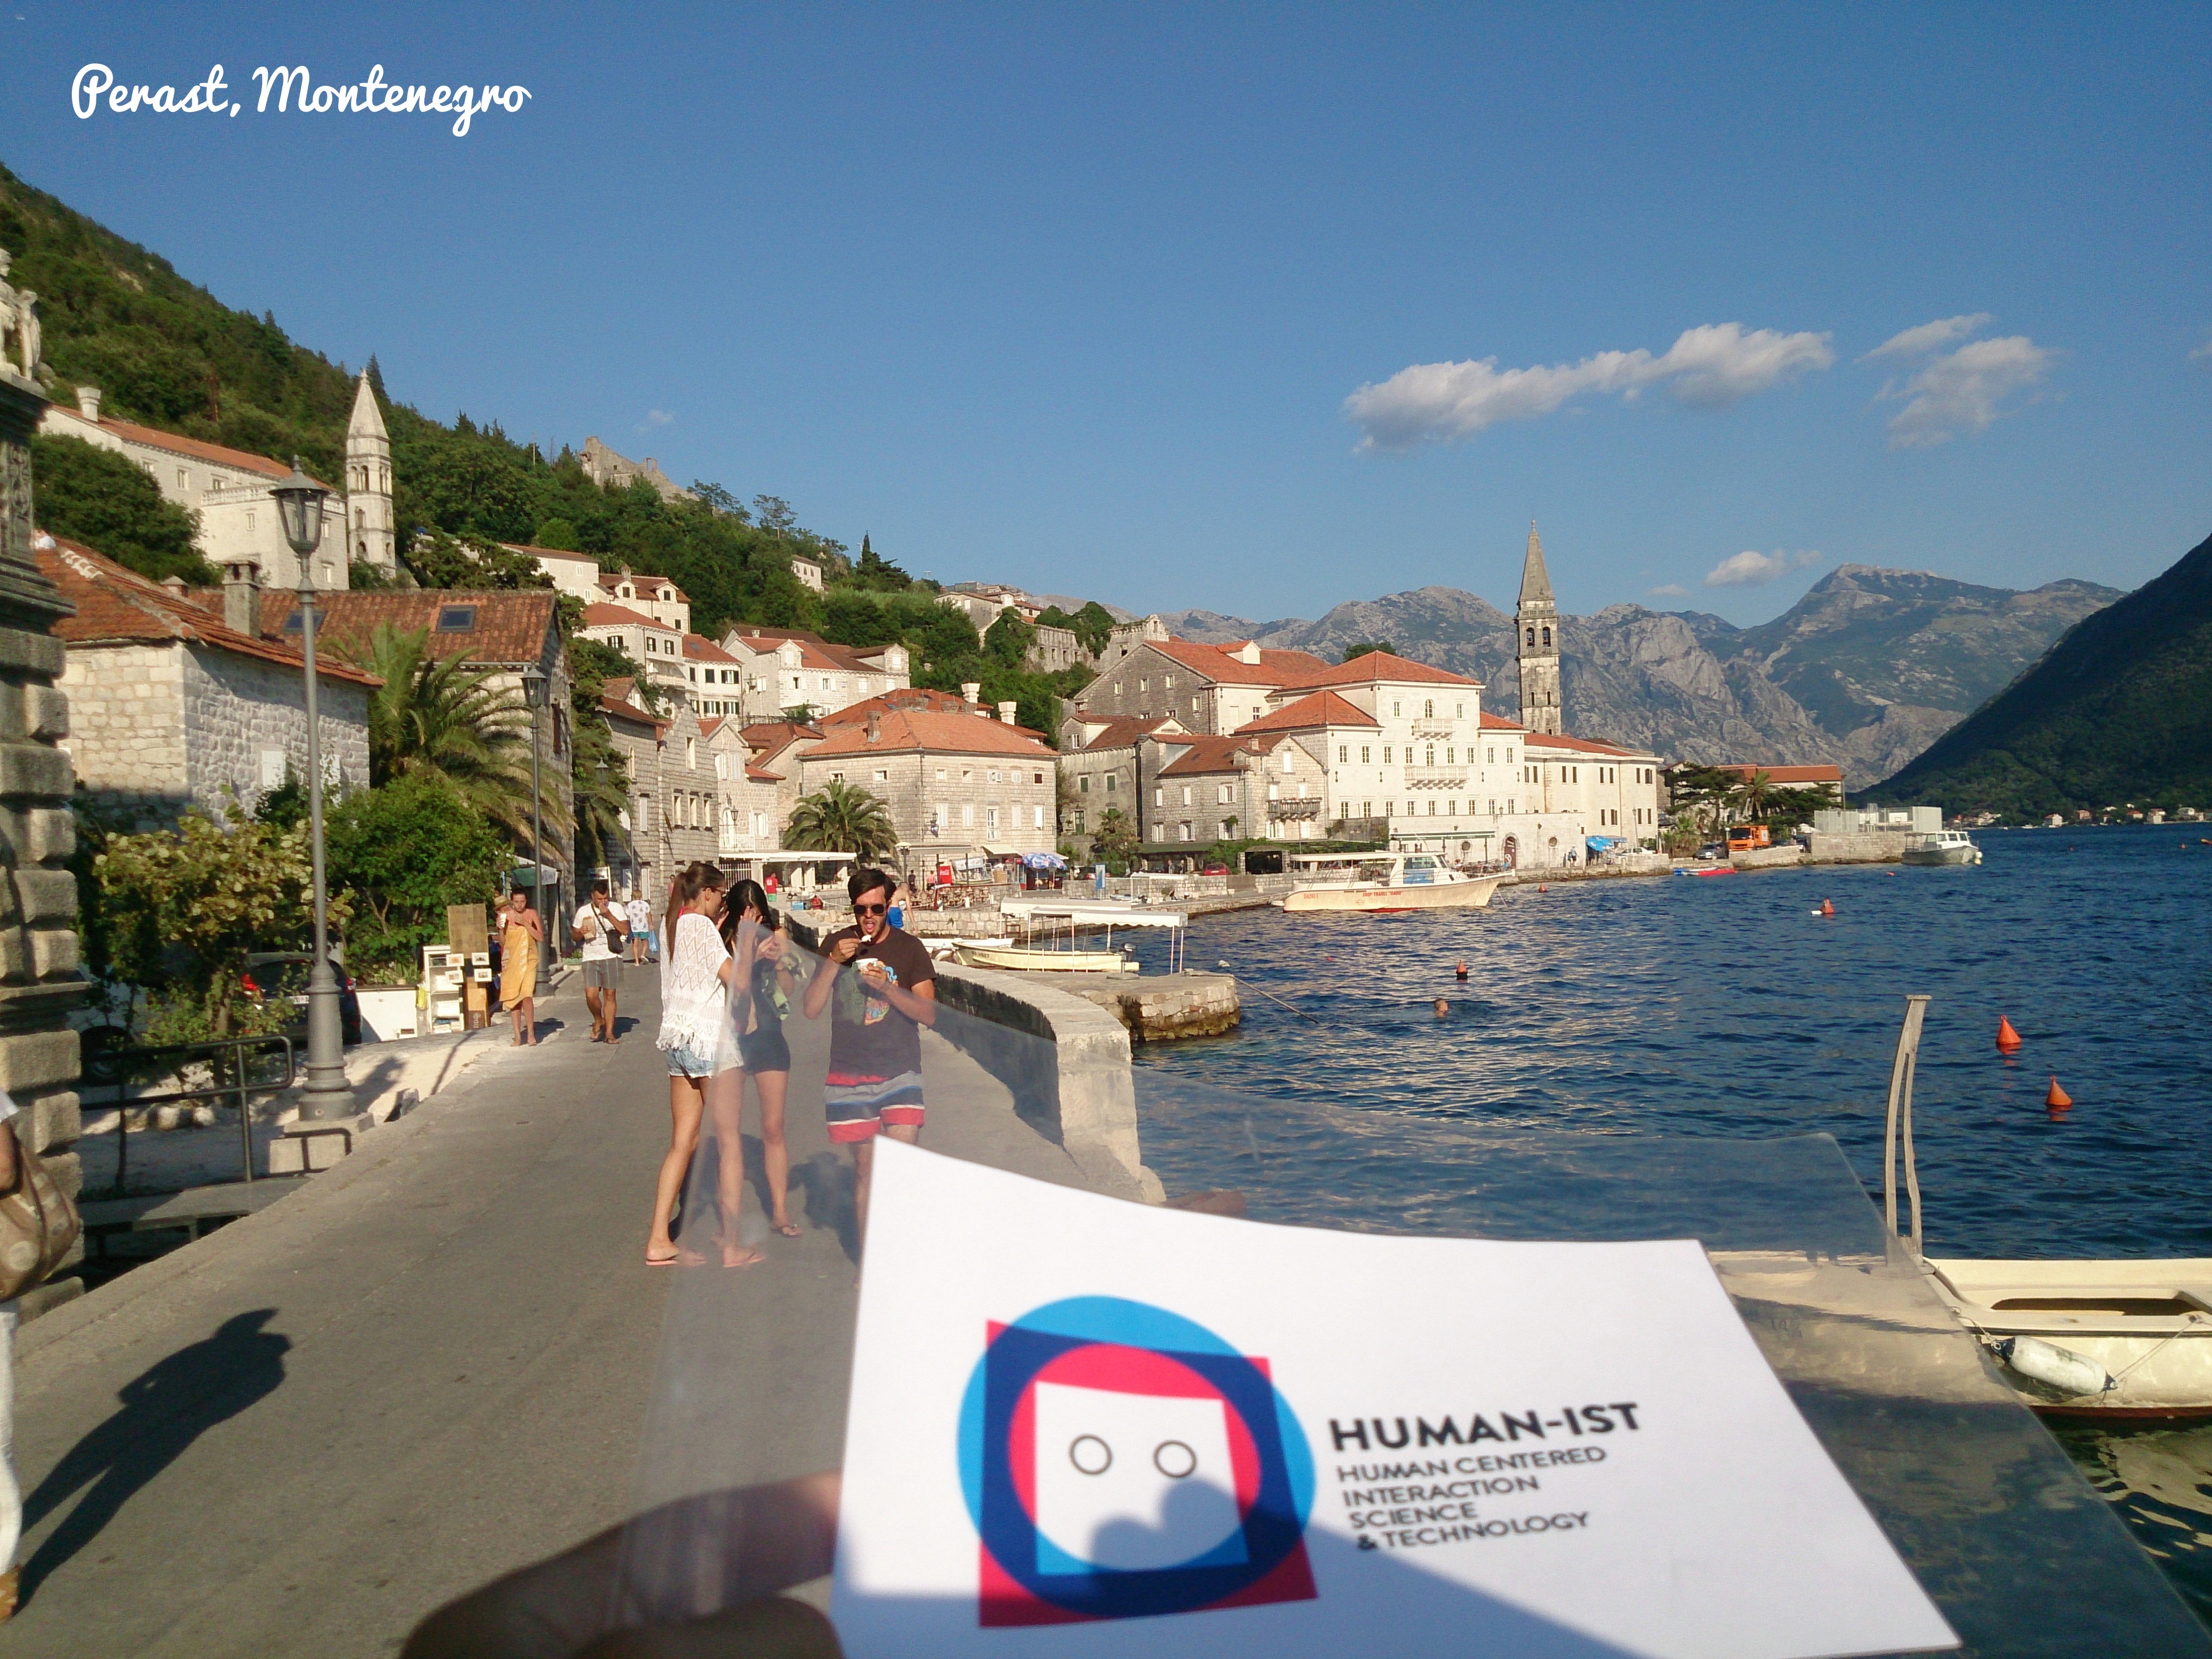 Perast, Montenegro
HUMAN-IST
HUMAN CENTERED
INTERACTION
SCIENCE
& TECHNOLOGY